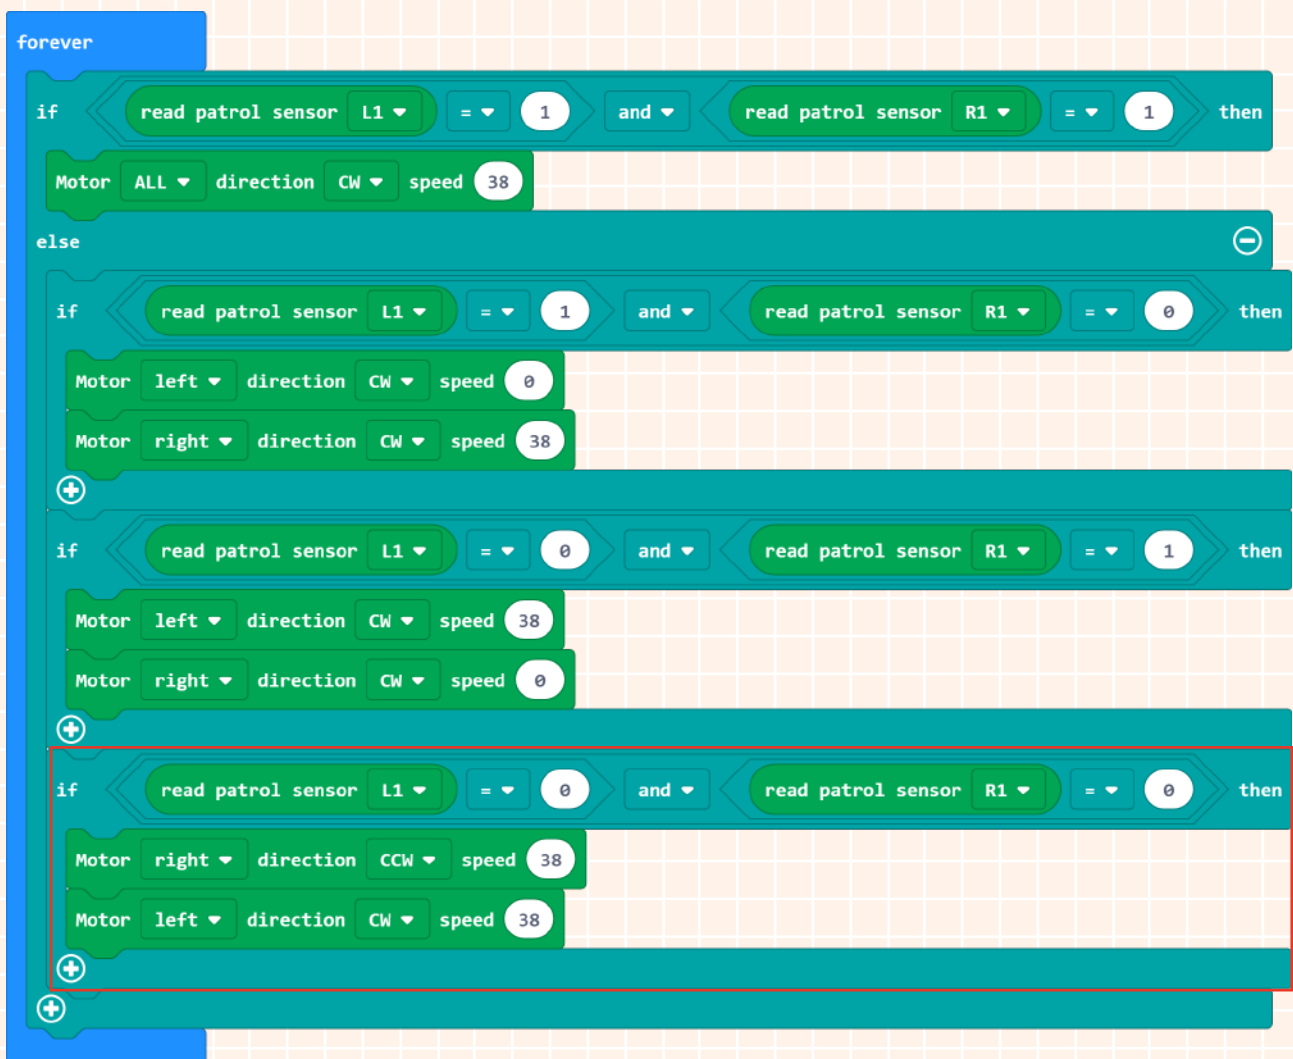 forever
if read patrol sensor L1 = 1 and read patrol sensor R1 = 1 then
Motor ALL direction CW speed 38
else
if read patrol sensor L1 = 1 and read patrol sensor R1 = 0 then
Motor left direction CW speed 0
Motor right direction CW speed 38
if read patrol sensor L1 = 0 and read patrol sensor R1 = 1 then
Motor left direction CW speed 38
Motor right direction CW speed 0
if read patrol sensor L1 = 0 and read patrol sensor R1 = 0 then
Motor right direction CCW speed 38
Motor left direction CW speed 38